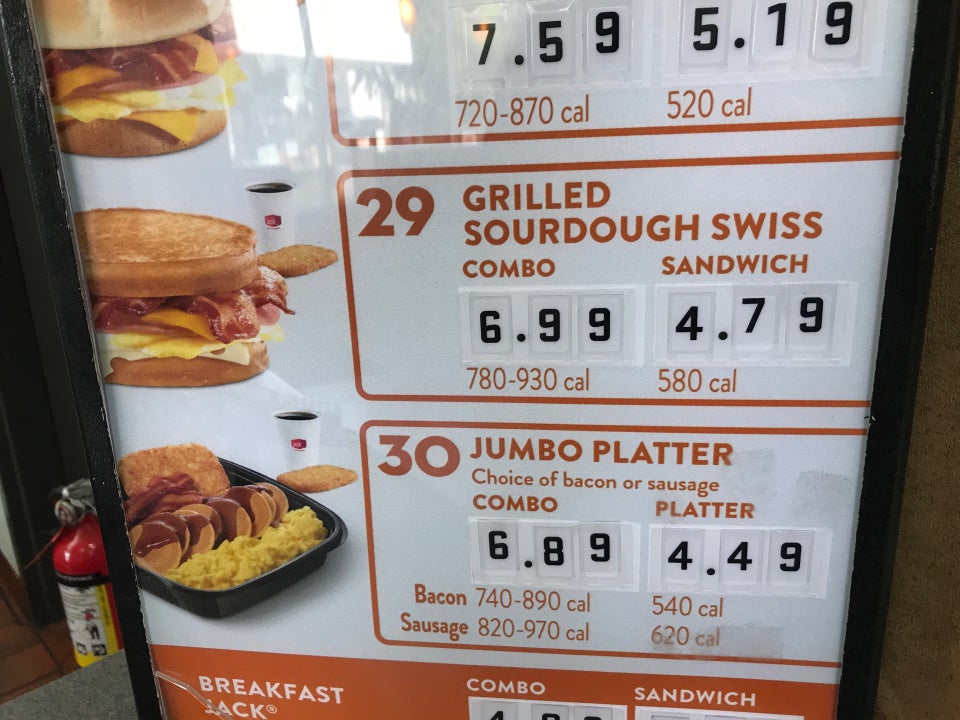 7.59 5.19
720-870 cal 520 cal
29 GRILLED
SOURDOUGH SWISS
COMBO SANDWICH
6.99 4.79
780-930 cal 580 cal
30 JUMBO PLATTER
Choice of bacon or sausage
COMBO PLATTER
6.89 4.49
Bacon 740-890 cal 540 cal
Sausage 820-970 cal 620 cal
BREAKFAST COMBO SANDWICH
JACK®